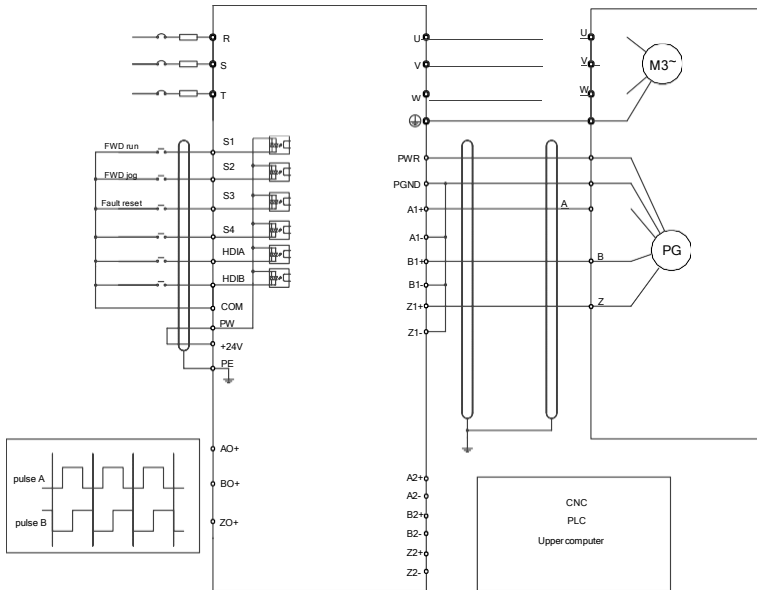 R
S
T
U
V
W
U
V
W
M3~
FWD run
FWD jog
Fault reset
S1
S2
S3
S4
HDIA
HDIB
COM
PW
+24V
PE
PWR
PGND
A1+
A1-
B1+
B1-
Z1+
Z1-
A
B
Z
PG
pulse A
pulse B
AO+
BO+
ZO+
A2+
A2-
B2+
B2-
Z2+
Z2-
CNC
PLC
Upper computer